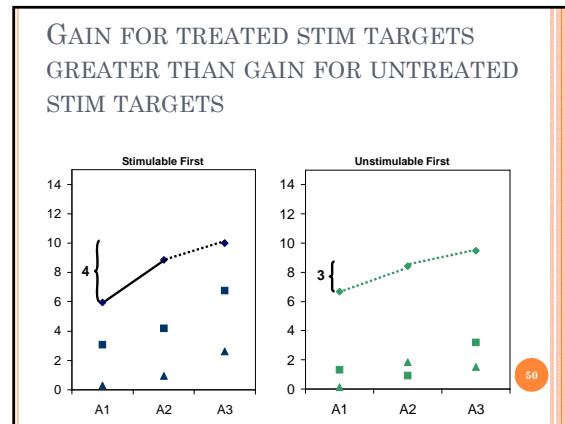 GAIN FOR TREATED STIM TARGETS
GREATER THAN GAIN FOR UNTREATED
STIM TARGETS
Stimulable First
14
12
10
8
6
4
2
0
4
A1 A2 A3
Unstimulable First
14
12
10
8
6
4
2
0
3
A1 A2 A3
50